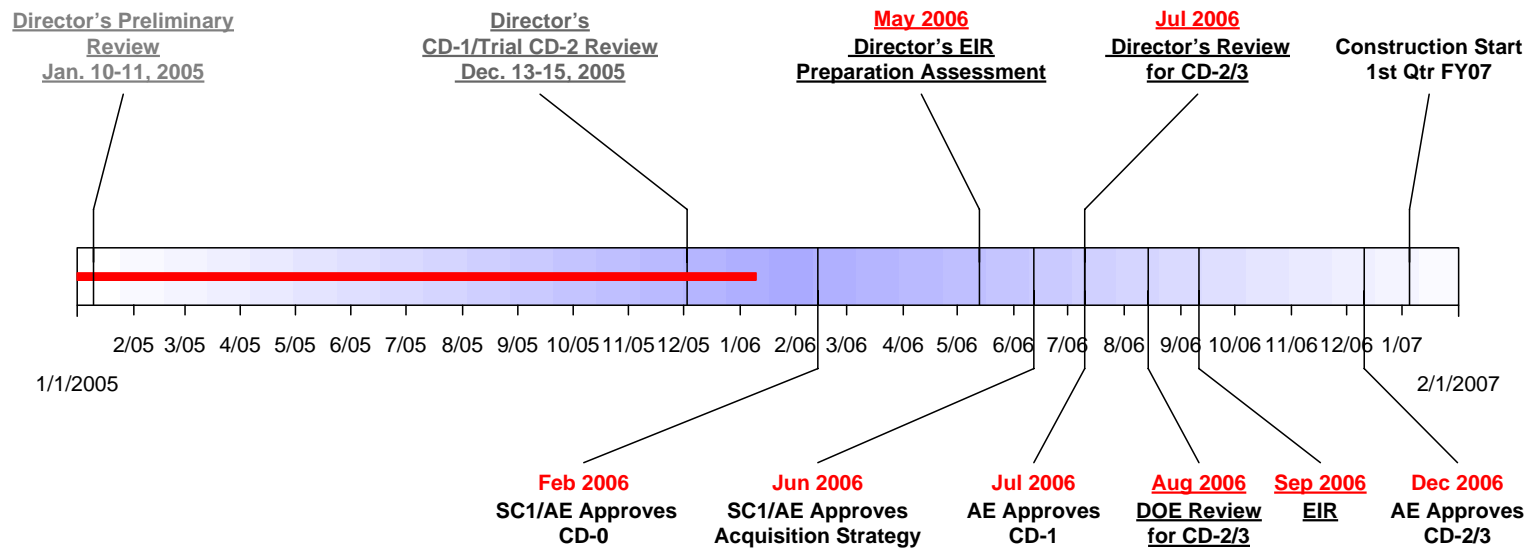 Director's Preliminary
Review
Jan. 10-11, 2005
Director's
CD-1/Trial CD-2 Review
Dec. 13-15, 2005
May 2006
Director's EIR
Preparation Assessment
Jul 2006
Director's Review
for CD-2/3
Construction Start
1st Qtr FY07
2/05 3/05 4/05 5/05 6/05 7/05 8/05 9/05 10/05 11/05 12/05 1/06 2/06 3/06 4/06 5/06 6/06 7/06 8/06 9/06 10/06 11/06 12/06 1/07
1/1/2005 2/1/2007
Feb 2006
SC1/AE Approves
CD-0
Jun 2006
SC1/AE Approves
Acquisition Strategy
Jul 2006
AE Approves
CD-1
Aug 2006
DOE Review
for CD-2/3
Sep 2006
EIR
Dec 2006
AE Approves
CD-2/3